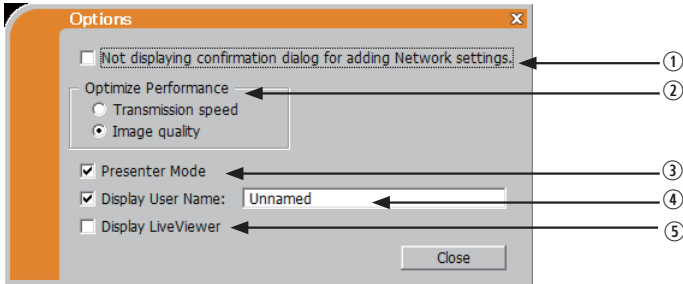 Options
x
Not displaying confirmation dialog for adding Network settings.
①
Optimize Performance
②
Transmission speed
Image quality
Presenter Mode
③
Display User Name: Unnamed
④
Display LiveViewer
⑤
Close